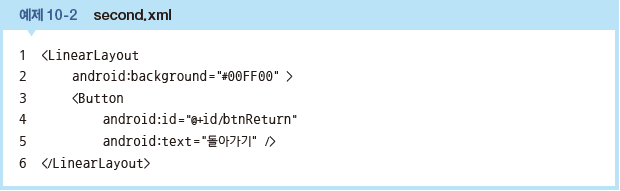 예제 10-2 second.xml
1 <LinearLayout
2 android:background="#00FF00" >
3 <Button
4 android:id="@+id/btnReturn"
5 android:text="돌아가기" />
6 </LinearLayout>